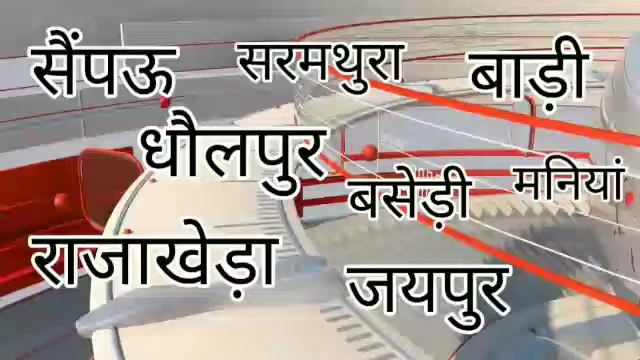 सैंपऊ सरमथुरा बाड़ी
धौलपुर
बसेड़ी मनियां
राजाखेड़ा
जयपुर